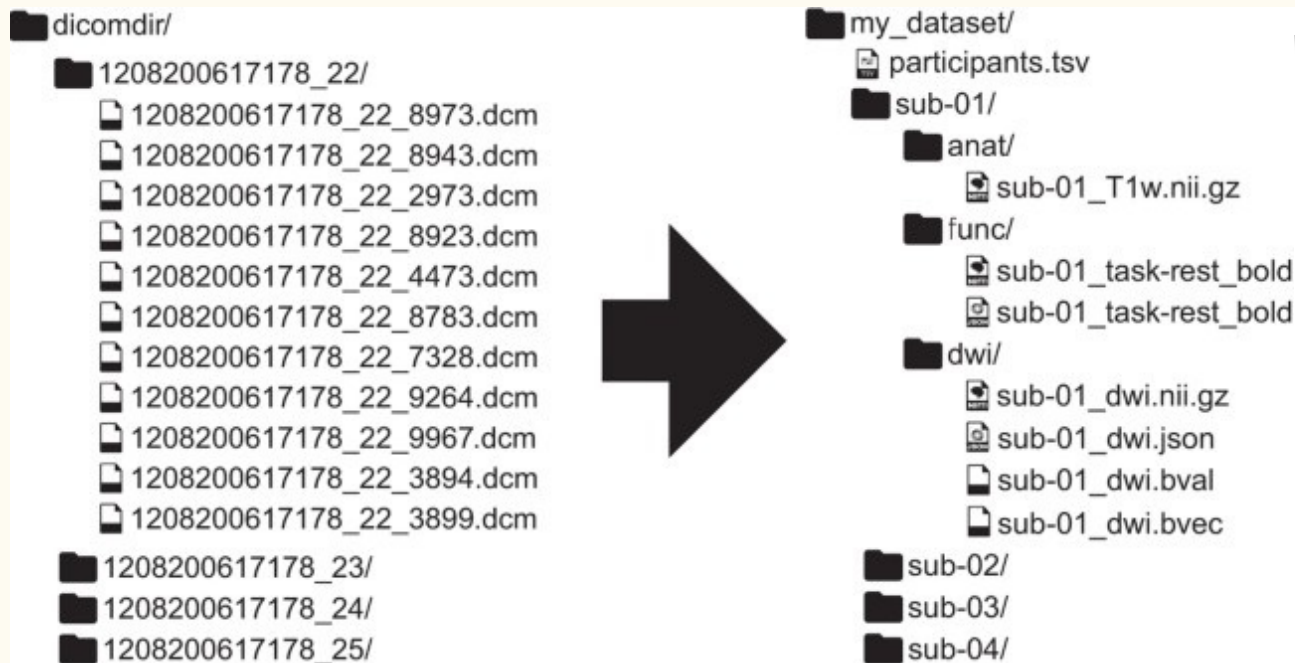 dicomdir/
1208200617178_22/
1208200617178_22_8973.dcm
1208200617178_22_8943.dcm
1208200617178_22_2973.dcm
1208200617178_22_8923.dcm
1208200617178_22_4473.dcm
1208200617178_22_8783.dcm
1208200617178_22_7328.dcm
1208200617178_22_9264.dcm
1208200617178_22_9967.dcm
1208200617178_22_3894.dcm
1208200617178_22_3899.dcm
1208200617178_23/
1208200617178_24/
1208200617178_25/
my_dataset/
participants.tsv
sub-01/
anat/
sub-01_T1w.nii.gz
func/
sub-01_task-rest_bold
sub-01_task-rest_bold
dwi/
sub-01_dwi.nii.gz
sub-01_dwi.json
sub-01_dwi.bval
sub-01_dwi.bvec
sub-02/
sub-03/
sub-04/